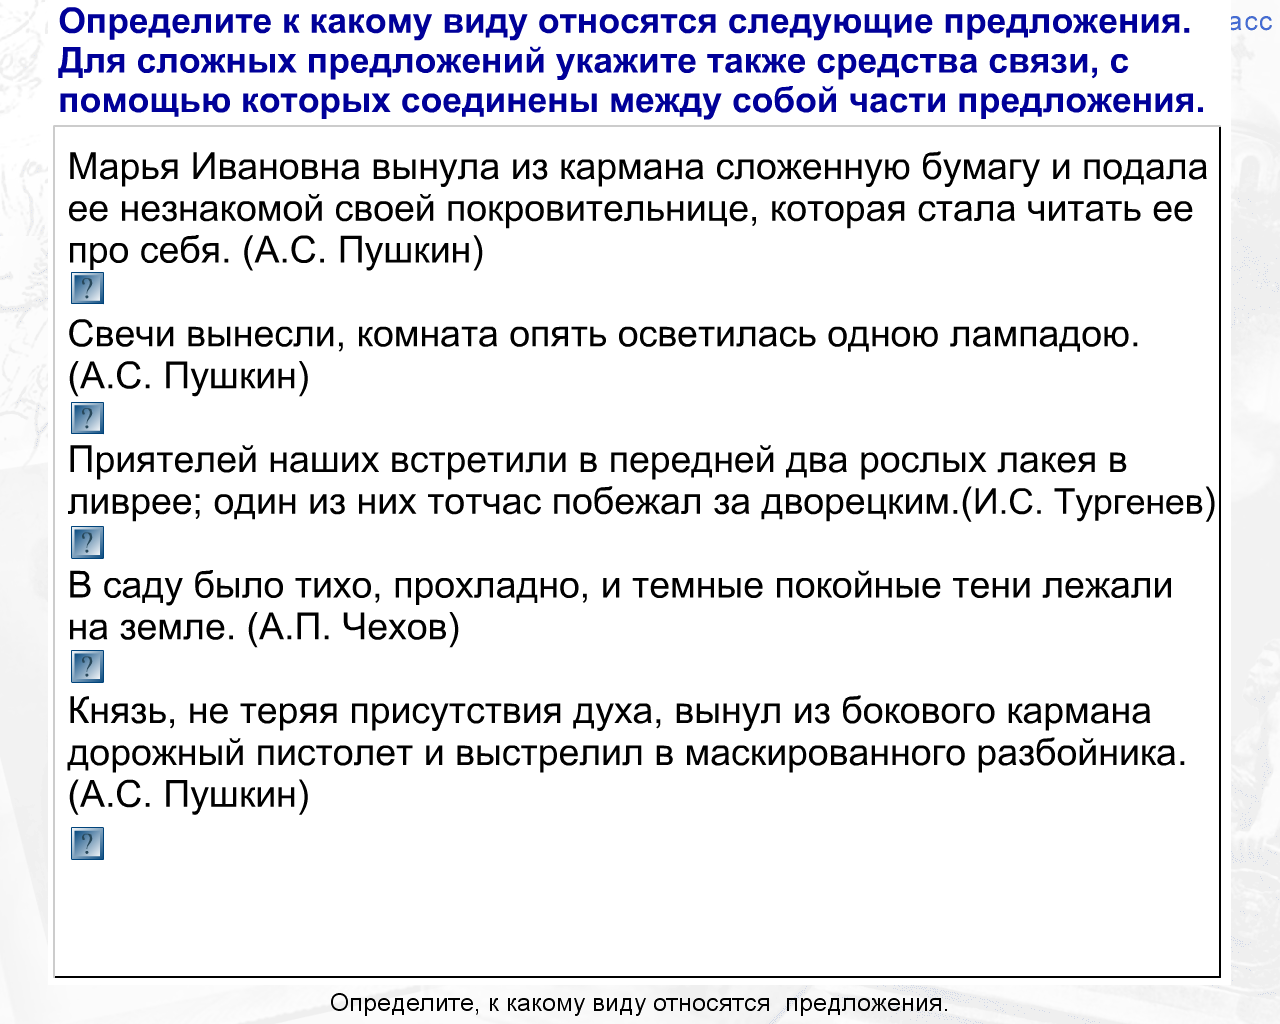 Определите к какому виду относятся следующие предложения.
Для сложных предложений укажите также средства связи, с
помощью которых соединены между собой части предложения.
асс
Марья Ивановна вынула из кармана сложенную бумагу и подала
ее незнакомой своей покровительнице, которая стала читать ее
про себя. (А.С. Пушкин)
?
Свечи вынесли, комната опять осветилась одною лампадою.
(А.С. Пушкин)
?
Приятелей наших встретили в передней два рослых лакея в
ливрее; один из них тотчас побежал за дворецким.(И.С. Тургенев)
?
В саду было тихо, прохладно, и темные покойные тени лежали
на земле. (А.П. Чехов)
?
Князь, не теряя присутствия духа, вынул из бокового кармана
дорожный пистолет и выстрелил в маскированного разбойника.
(А.С. Пушкин)
?
Определите, к какому виду относятся  предложения.